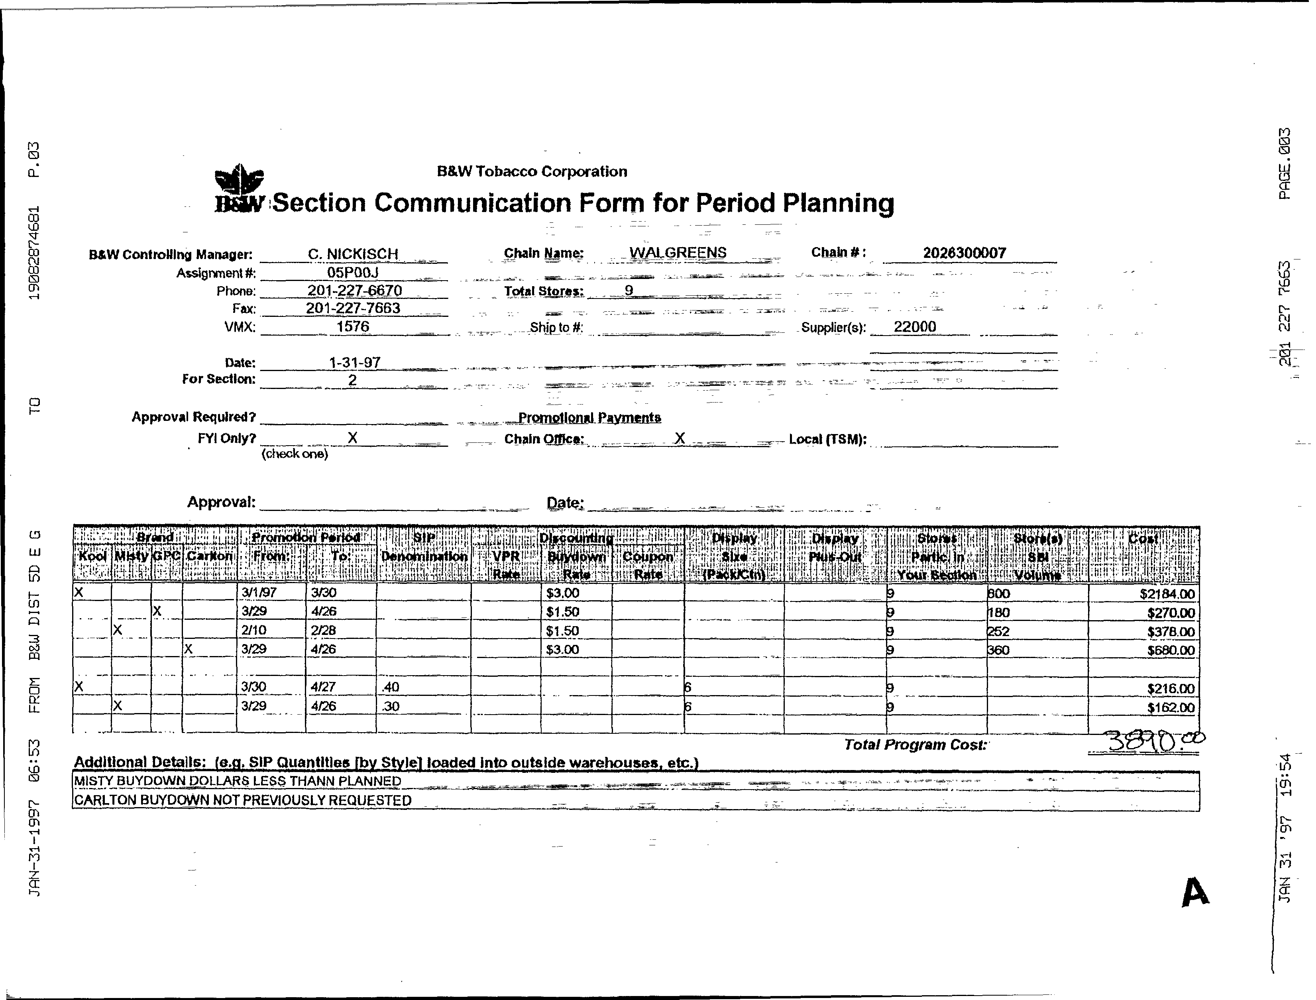 B&W Tobacco Corporation
B&W Section Communication Form for Period Planning
B&W Controlling Manager: C. NICKISCH Chain Name: WALGREENS Chain #: 2026300007
Assignment #: 05P00J
Phone: 201-227-6670 Total Stores: 9
Fax: 201-227-7663
VMX: 1576 Ship to #: Supplier(s): 22000
Date: 1-31-97
For Section: 2
Approval Required? Promotional Payments
FYI Only? X Chain Office: X Local (TSM):
(check one)
Approval: Date:
Brand Promotion Period SIP Discounting Display Display Stores Store(s) Cost
Kool Misty GPC Carlton From: To: Denomination VPR Buydown Coupon Size Plus-Out Partic. In SBI
Rate Rate Rate (Pack/Ctn) Your Section Volume
X 3/1/97 3/30 $3.00 9 800 $2184.00
X 3/29 4/26 $1.50 9 180 $270.00
X 2/10 2/28 $1.50 9 252 $378.00
X 3/29 4/26 $3.00 9 360 $680.00
X 3/30 4/27 .40 6 9 $216.00
X 3/29 4/26 .30 6 9 $162.00
Total Program Cost: 3890.00
Additional Details: (e.g. SIP Quantities [by Style] loaded into outside warehouses, etc.)
MISTY BUYDOWN DOLLARS LESS THANN PLANNED
CARLTON BUYDOWN NOT PREVIOUSLY REQUESTED
A
JAN-31-1997 06:53 FROM B&W DIST 5D E G TO 19082874681 P.03
JAN 31 '97 19:54 201 227 7663 PAGE.003